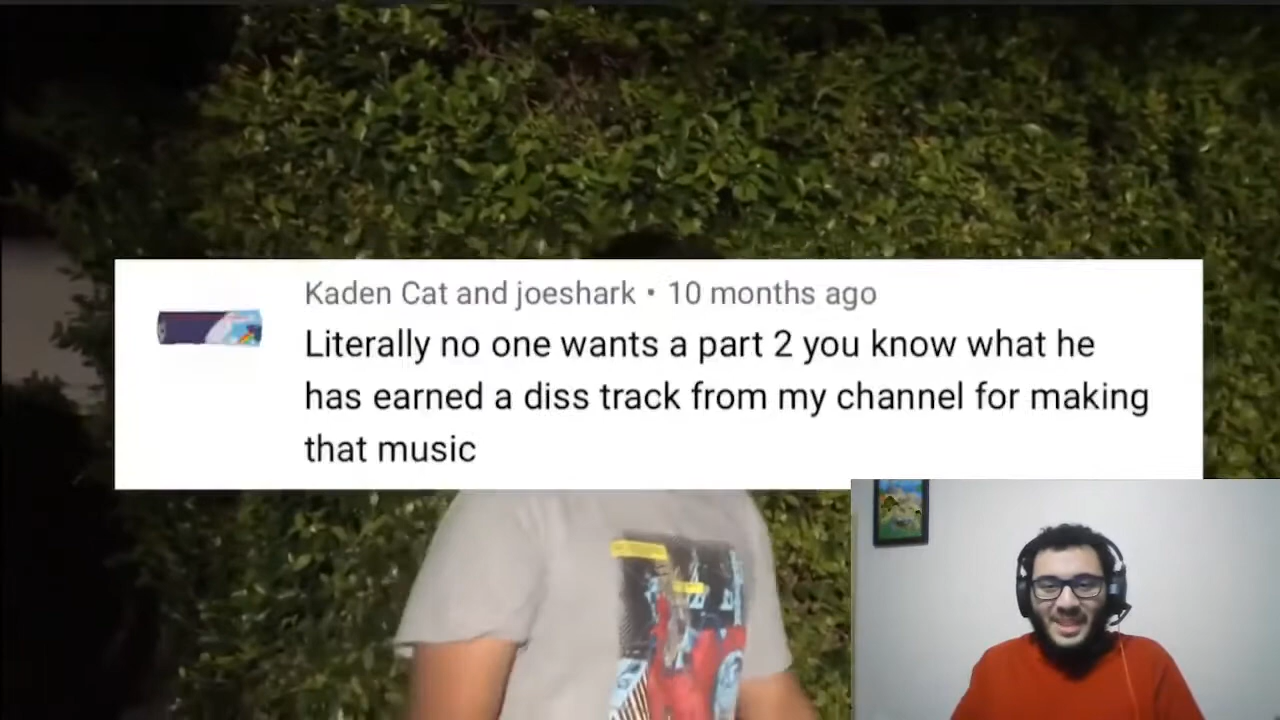 Kaden Cat and joeshark • 10 months ago
Literally no one wants a part 2 you know what he
has earned a diss track from my channel for making
that music